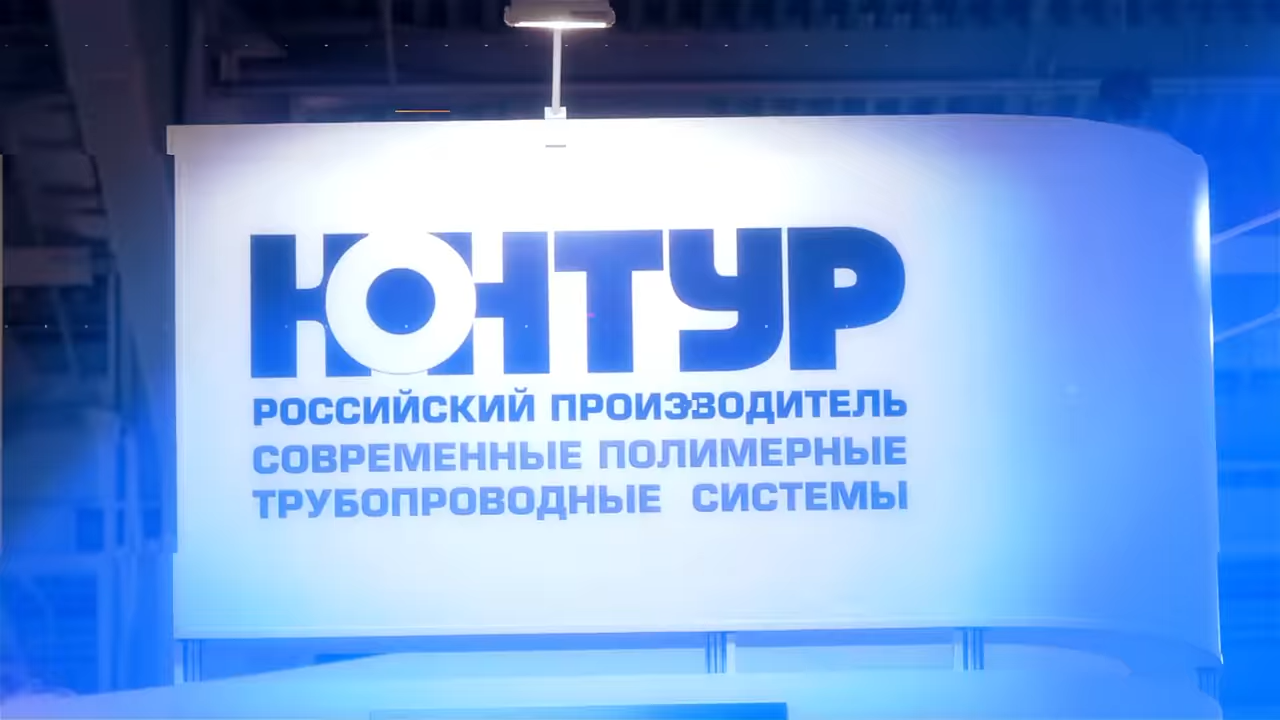 КОНТУР
РОССИЙСКИЙ ПРОИЗВОДИТЕЛЬ
СОВРЕМЕННЫЕ ПОЛИМЕРНЫЕ
ТРУБОПРОВОДНЫЕ СИСТЕМЫ